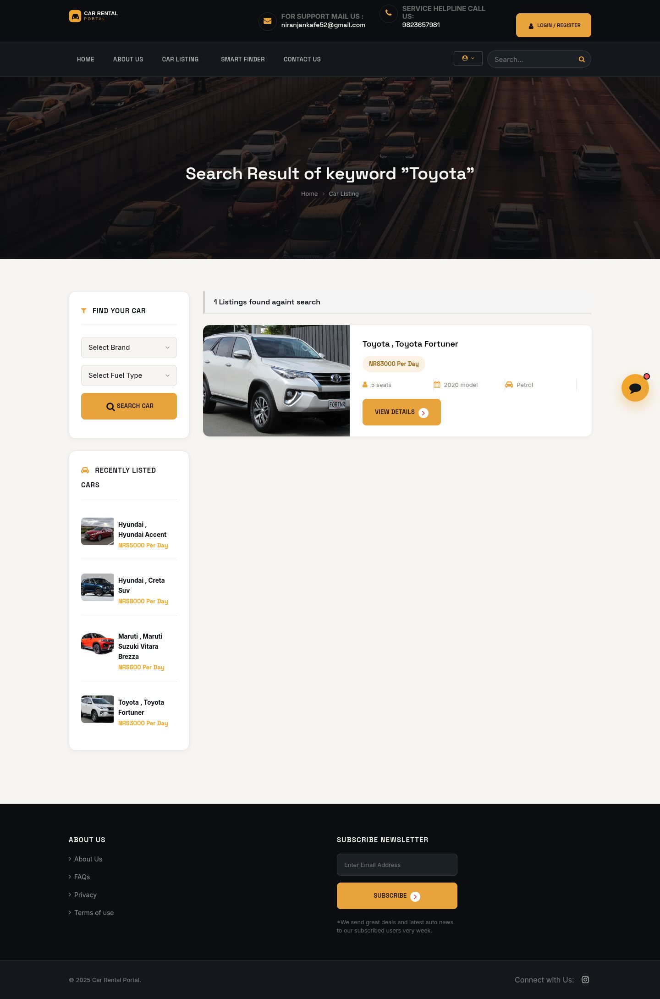 CAR RENTAL
PORTAL
FOR SUPPORT MAIL US :
niranjankafe52@gmail.com
SERVICE HELPLINE CALL
US:
9823657981
LOGIN / REGISTER
HOME
ABOUT US
CAR LISTING
SMART FINDER
CONTACT US
Search...
Search Result of keyword "Toyota"
Home
Car Listing
FIND YOUR CAR
Select Brand
Select Fuel Type
SEARCH CAR
1 Listings found againt search
FORTNR
Toyota , Toyota Fortuner
NRS3000 Per Day
5 seats
2020 model
Petrol
VIEW DETAILS
RECENTLY LISTED
CARS
Hyundai ,
Hyundai Accent
NRS5000 Per Day
Hyundai , Creta
Suv
NRS8000 Per Day
Maruti , Maruti
Suzuki Vitara
Brezza
NRS600 Per Day
Toyota , Toyota
Fortuner
NRS3000 Per Day
ABOUT US
About Us
FAQs
Privacy
Terms of use
SUBSCRIBE NEWSLETTER
Enter Email Address
SUBSCRIBE
*We send great deals and latest auto news
to our subscribed users very week.
© 2025 Car Rental Portal.
Connect with Us: